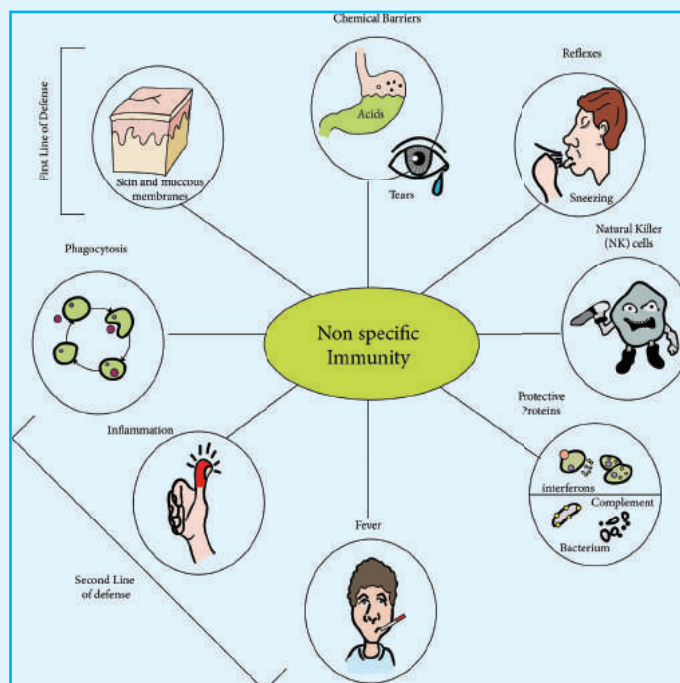 Chemical Barriers
Reflexes
First Line of Defense
Acids
Skin and muccous
membranes
Tears
Sneezing
Phagocytosis
Natural Killer
(NK) cells
Non specific
Immunity
Protective
?roteins
Inflammation
interferons
Complement
Bacterium
Fever
Second Line
of defense